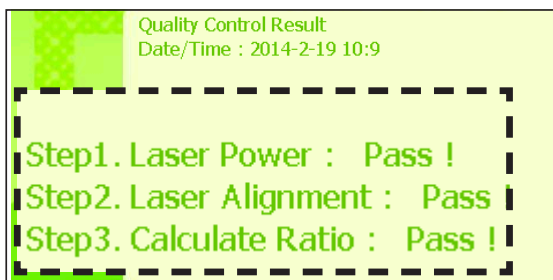 Quality Control Result
Date/Time : 2014-2-19 10:9
Step1. Laser Power : Pass !
Step2. Laser Alignment : Pass !
Step3. Calculate Ratio : Pass !